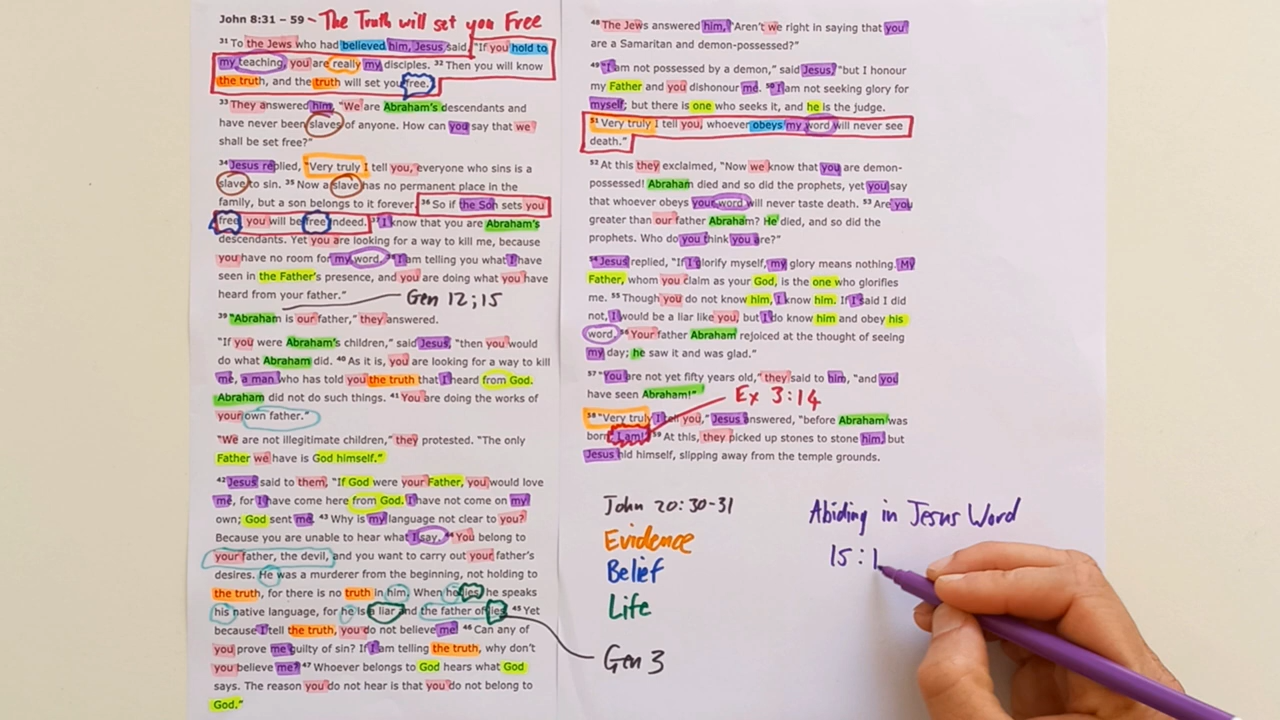 John 8:31 – 59 ~ The Truth will set you Free
31 To the Jews who had believed him, Jesus said, "If you hold to
my teaching, you are really my disciples. 32 Then you will know
the truth, and the truth will set you free."
33 They answered him, "We are Abraham's descendants and
have never been slaves of anyone. How can you say that we
shall be set free?"
34 Jesus replied, "Very truly I tell you, everyone who sins is a
slave to sin. 35 Now a slave has no permanent place in the
family, but a son belongs to it forever. 36 So if the Son sets you
free, you will be free indeed. 37 I know that you are Abraham's
descendants. Yet you are looking for a way to kill me, because
you have no room for my word. 38 I am telling you what I have
seen in the Father's presence, and you are doing what you have
heard from your father."
Gen 12; 15
39 "Abraham is our father," they answered.
"If you were Abraham's children," said Jesus, "then you would
do what Abraham did. 40 As it is, you are looking for a way to kill
me, a man who has told you the truth that I heard from God.
Abraham did not do such things. 41 You are doing the works of
your own father."
"We are not illegitimate children," they protested. "The only
Father we have is God himself."
42 Jesus said to them, "If God were your Father, you would love
me, for I have come here from God. I have not come on my
own; God sent me. 43 Why is my language not clear to you?
Because you are unable to hear what I say. 44 You belong to
your father, the devil, and you want to carry out your father's
desires. He was a murderer from the beginning, not holding to
the truth, for there is no truth in him. When he lies, he speaks
his native language, for he is a liar and the father of lies. 45 Yet
because I tell the truth, you do not believe me! 46 Can any of
you prove me guilty of sin? If I am telling the truth, why don't
you believe me? 47 Whoever belongs to God hears what God
says. The reason you do not hear is that you do not belong to
God."
48 The Jews answered him, "Aren't we right in saying that you
are a Samaritan and demon-possessed?"
49 "I am not possessed by a demon," said Jesus, "but I honour
my Father and you dishonour me. 50 I am not seeking glory for
myself; but there is one who seeks it, and he is the judge.
51 Very truly I tell you, whoever obeys my word will never see
death."
52 At this they exclaimed, "Now we know that you are demon-
possessed! Abraham died and so did the prophets, yet you say
that whoever obeys your word will never taste death. 53 Are you
greater than our father Abraham? He died, and so did the
prophets. Who do you think you are?"
54 Jesus replied, "If I glorify myself, my glory means nothing. My
Father, whom you claim as your God, is the one who glorifies
me. 55 Though you do not know him, I know him. If I said I did
not, I would be a liar like you, but I do know him and obey his
word. 56 Your father Abraham rejoiced at the thought of seeing
my day; he saw it and was glad."
57 "You are not yet fifty years old," they said to him, "and you
have seen Abraham!"
Ex 3:14
58 "Very truly I tell you," Jesus answered, "before Abraham was
born, I am!" 59 At this, they picked up stones to stone him, but
Jesus hid himself, slipping away from the temple grounds.
John 20:30-31
Evidence
Belief
Life
Gen 3
Abiding in Jesus Word
15:1